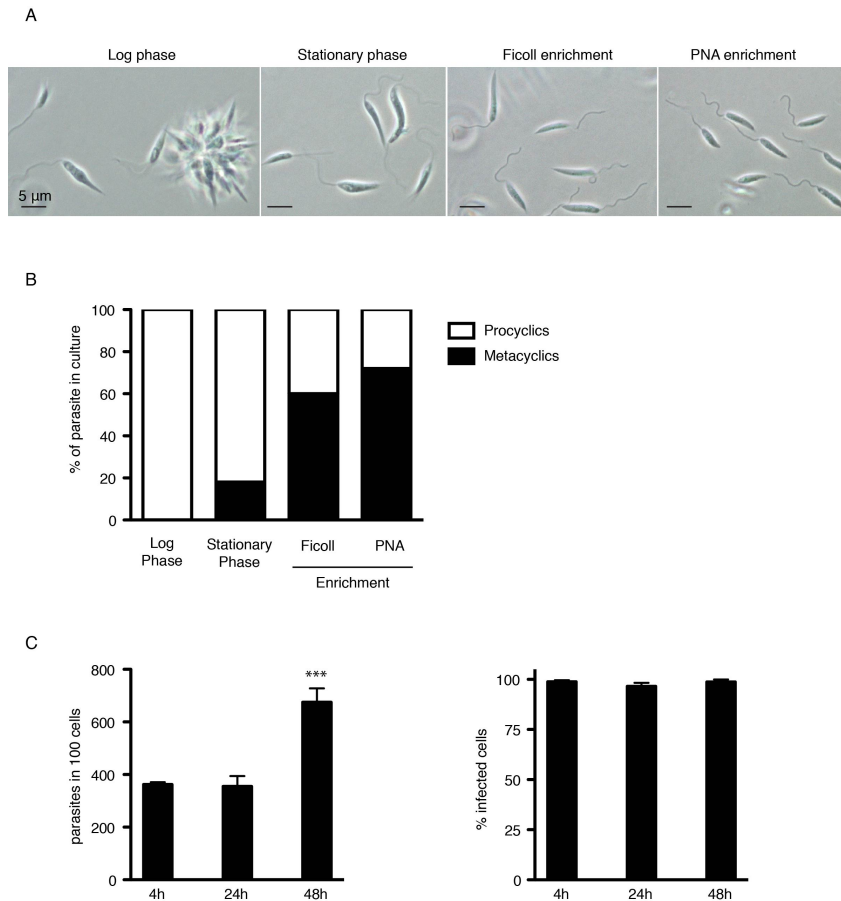 A
Log phase
Stationary phase
Ficoll enrichment
PNA enrichment
5 µm
B
% of parasite in culture
100
80
60
40
20
0
Procyclics
Metacyclics
Log
Phase
Stationary
Phase
Ficoll
PNA
Enrichment
C
parasites in 100 cells
800
600
400
200
0
***
4h
24h
48h
% infected cells
100
75
50
25
0
4h
24h
48h